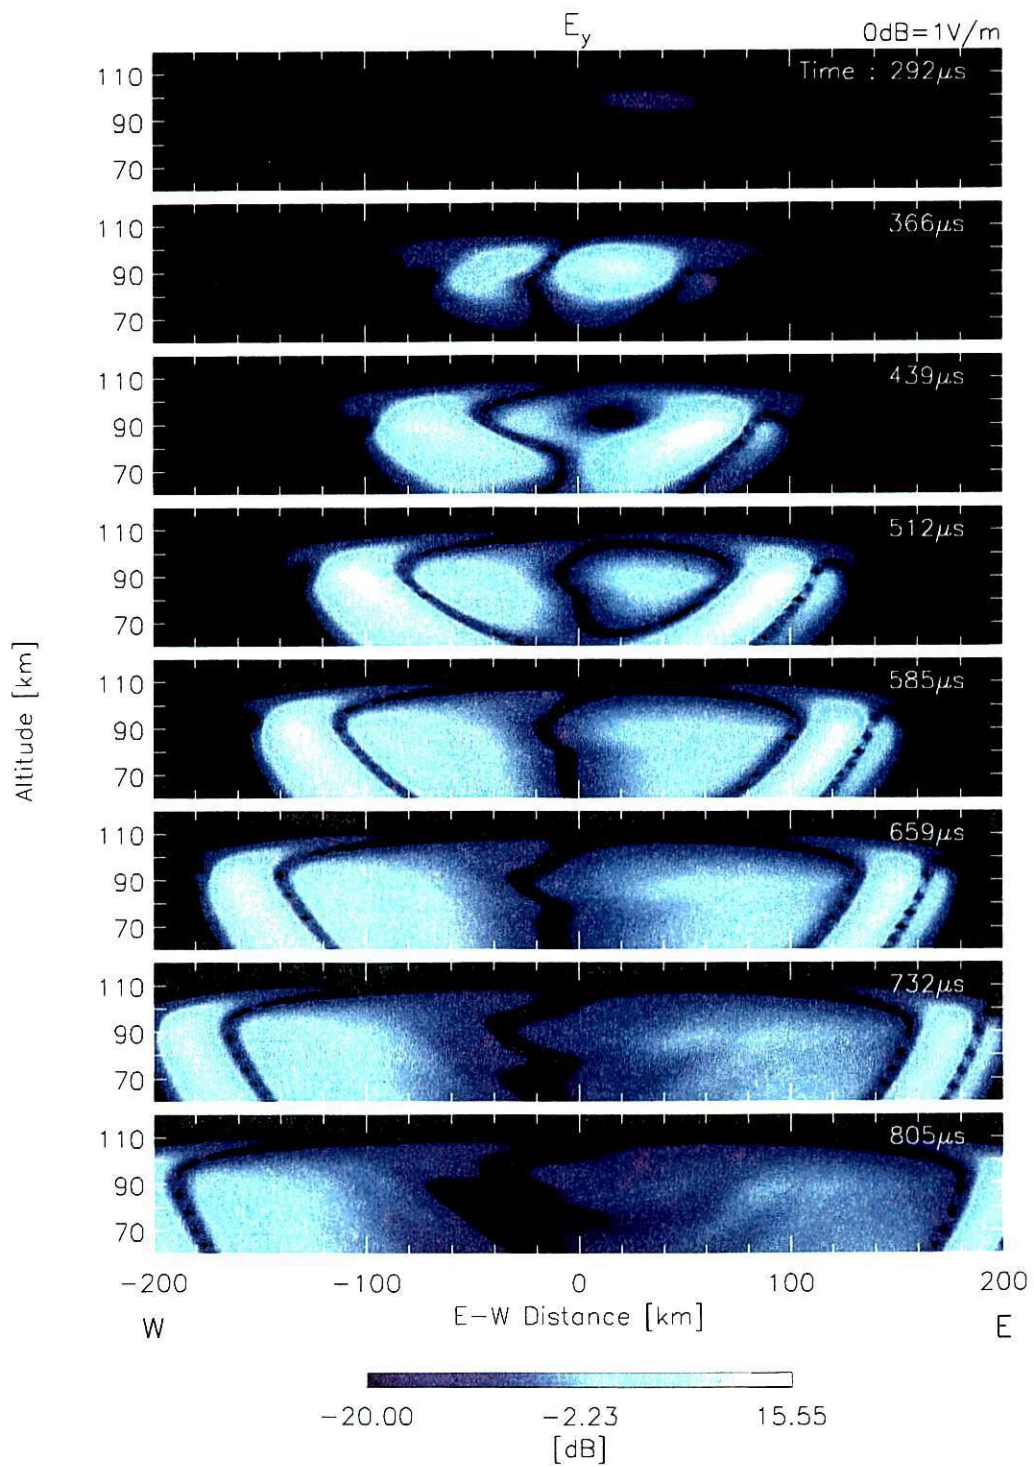 E_y
0dB=1V/m
Time : 292μs
110
90
70
366μs
110
90
70
439μs
110
90
70
512μs
110
90
70
585μs
110
90
70
659μs
110
90
70
732μs
110
90
70
805μs
110
90
70
Altitude [km]
-200 -100 0 100 200
W E-W Distance [km] E
-20.00 -2.23 15.55
[dB]